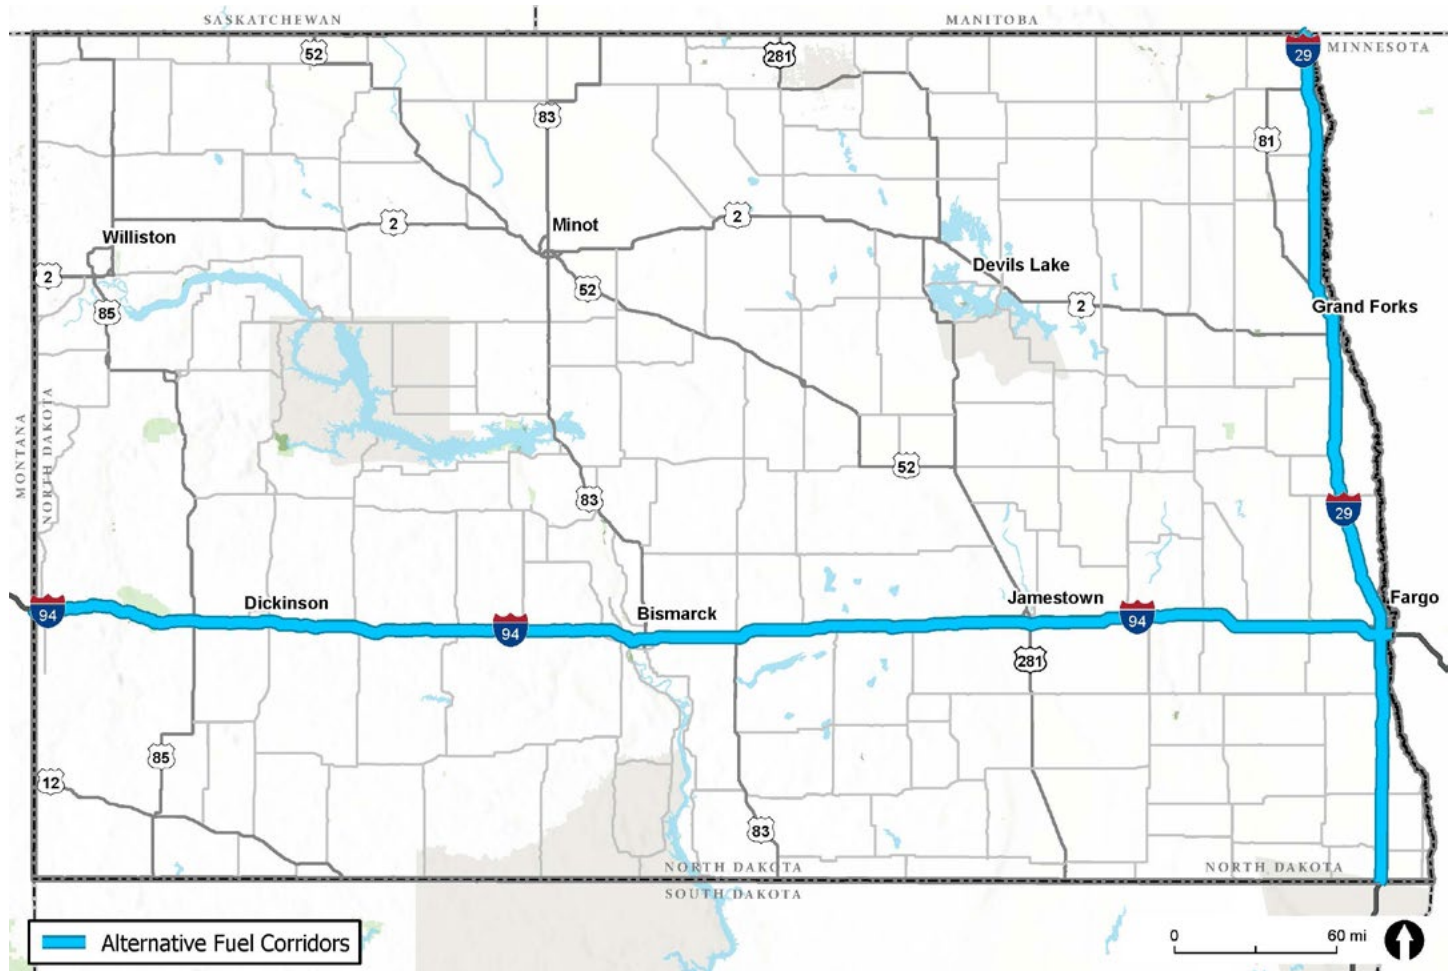 SASKATCHEWAN
MANITOBA
MINNESOTA
52
281
29
83
81
2
2
Minot
Williston
Devils Lake
2
52
85
2
Grand Forks
MONTANA
NORTH DAKOTA
52
83
29
Dickinson
Bismarck
Jamestown
Fargo
94
94
94
281
85
12
83
NORTH DAKOTA
NORTH DAKOTA
SOUTH DAKOTA
Alternative Fuel Corridors
0
60 mi